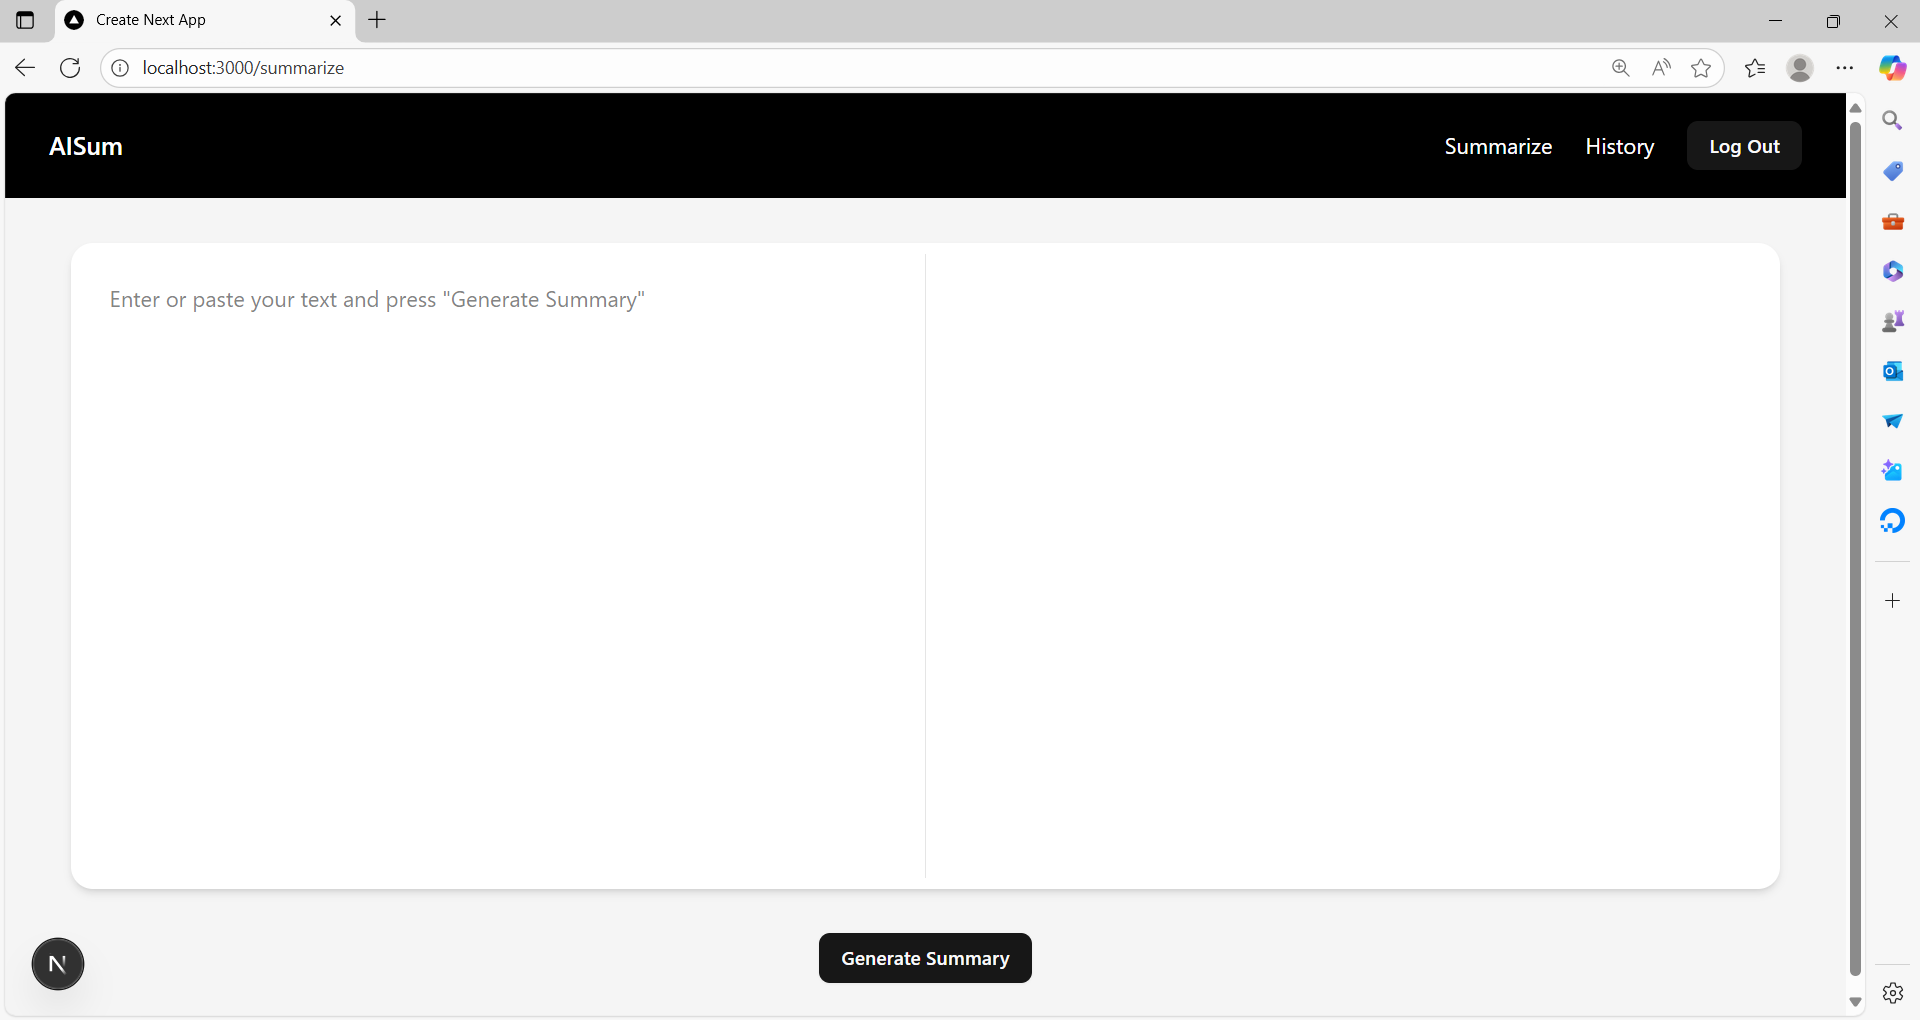 Create Next App
localhost:3000/summarize
AISum
Summarize History Log Out
Enter or paste your text and press "Generate Summary"
Generate Summary
N